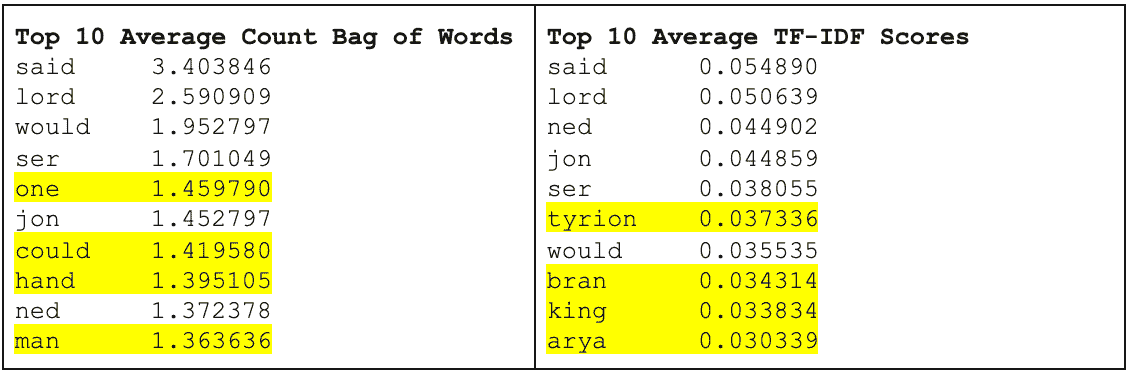 Top 10 Average Count Bag of Words
said 3.403846
lord 2.590909
would 1.952797
ser 1.701049
one 1.459790
jon 1.452797
could 1.419580
hand 1.395105
ned 1.372378
man 1.363636
Top 10 Average TF-IDF Scores
said 0.054890
lord 0.050639
ned 0.044902
jon 0.044859
ser 0.038055
tyrion 0.037336
would 0.035535
bran 0.034314
king 0.033834
arya 0.030339